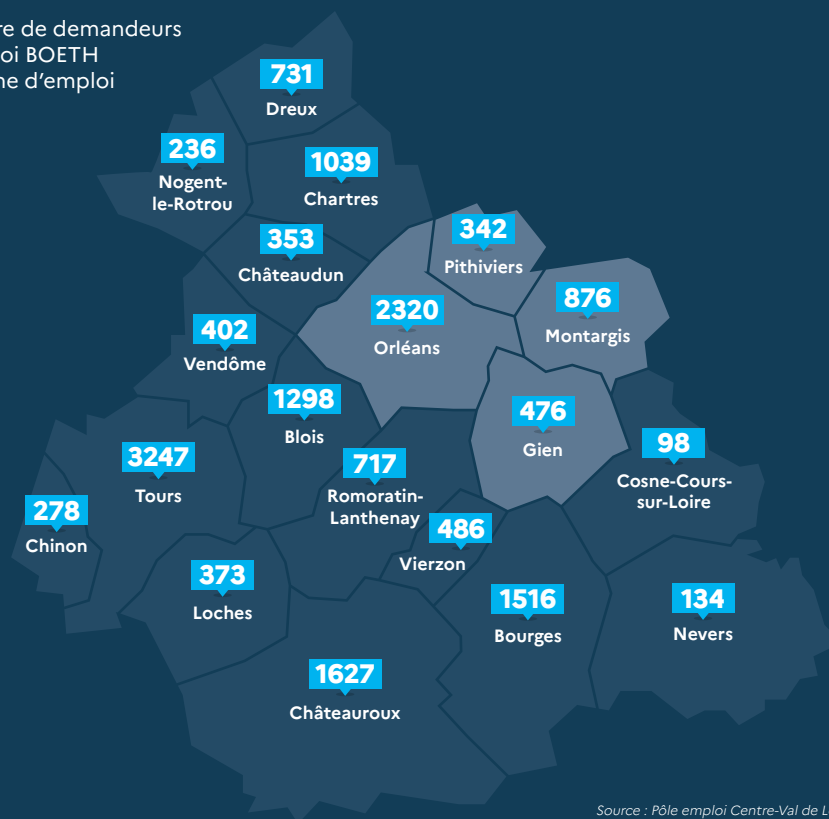 re de demandeurs
oi BOETH
ne d'emploi
731
Dreux
236
Nogent-
le-Rotrou
1039
Chartres
353
Châteaudun
342
Pithiviers
2320
Orléans
876
Montargis
402
Vendôme
1298
Blois
476
Gien
3247
Tours
717
Romoratin-
Lanthenay
98
Cosne-Cours-
sur-Loire
278
Chinon
486
Vierzon
373
Loches
1516
Bourges
134
Nevers
1627
Châteauroux
Source : Pôle emploi Centre-Val de L